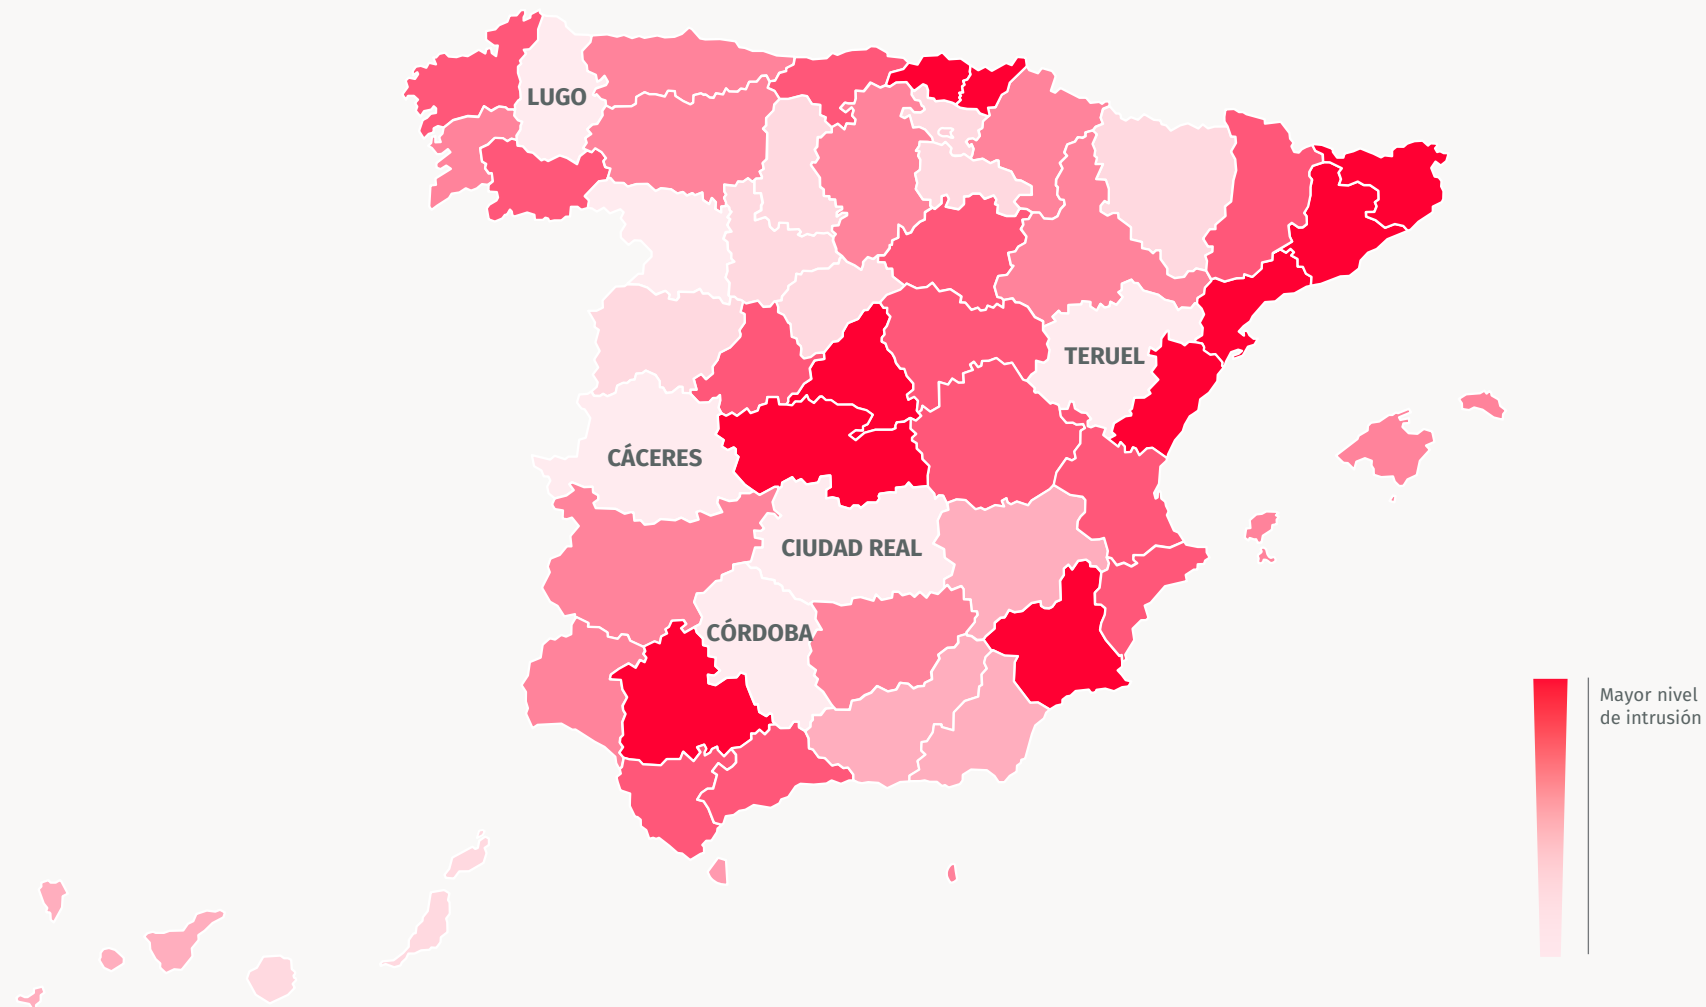 LUGO
TERUEL
CÁCERES
CIUDAD REAL
CÓRDOBA
Mayor nivel
de intrusión